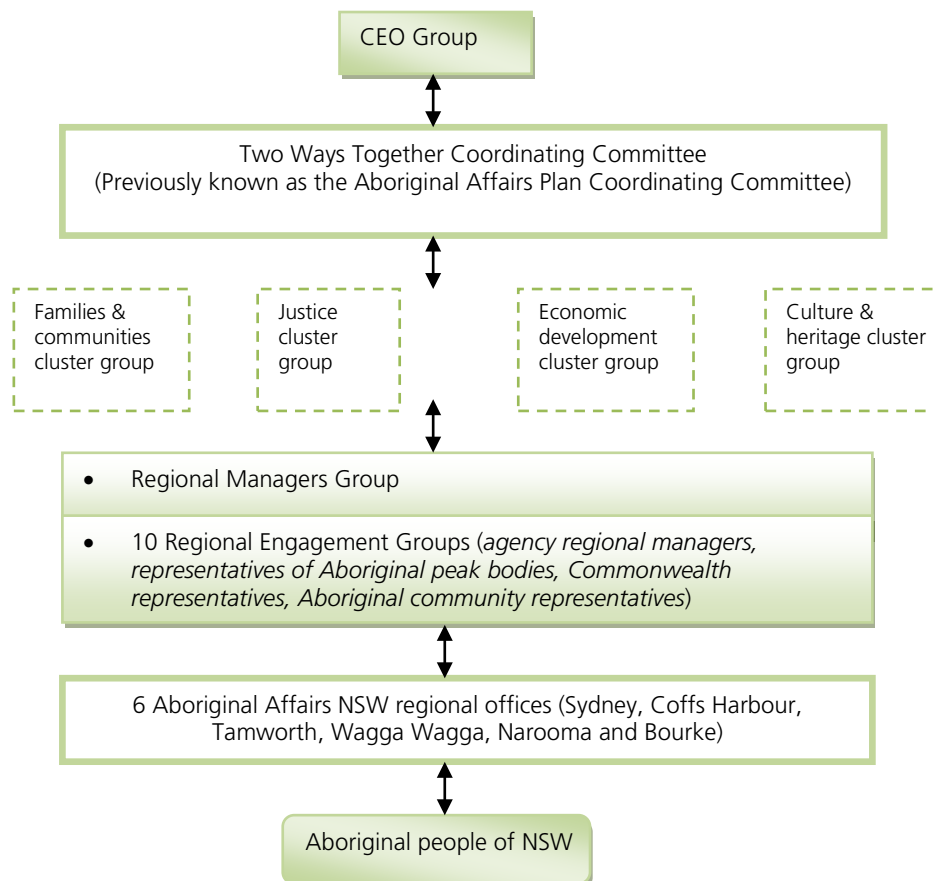 CEO Group
Two Ways Together Coordinating Committee
(Previously known as the Aboriginal Affairs Plan Coordinating Committee)
Families &
communities
cluster group
Justice
cluster
group
Economic
development
cluster group
Culture &
heritage cluster
group
• Regional Managers Group
• 10 Regional Engagement Groups (agency regional managers,
representatives of Aboriginal peak bodies, Commonwealth
representatives, Aboriginal community representatives)
6 Aboriginal Affairs NSW regional offices (Sydney, Coffs Harbour,
Tamworth, Wagga Wagga, Narooma and Bourke)
Aboriginal people of NSW